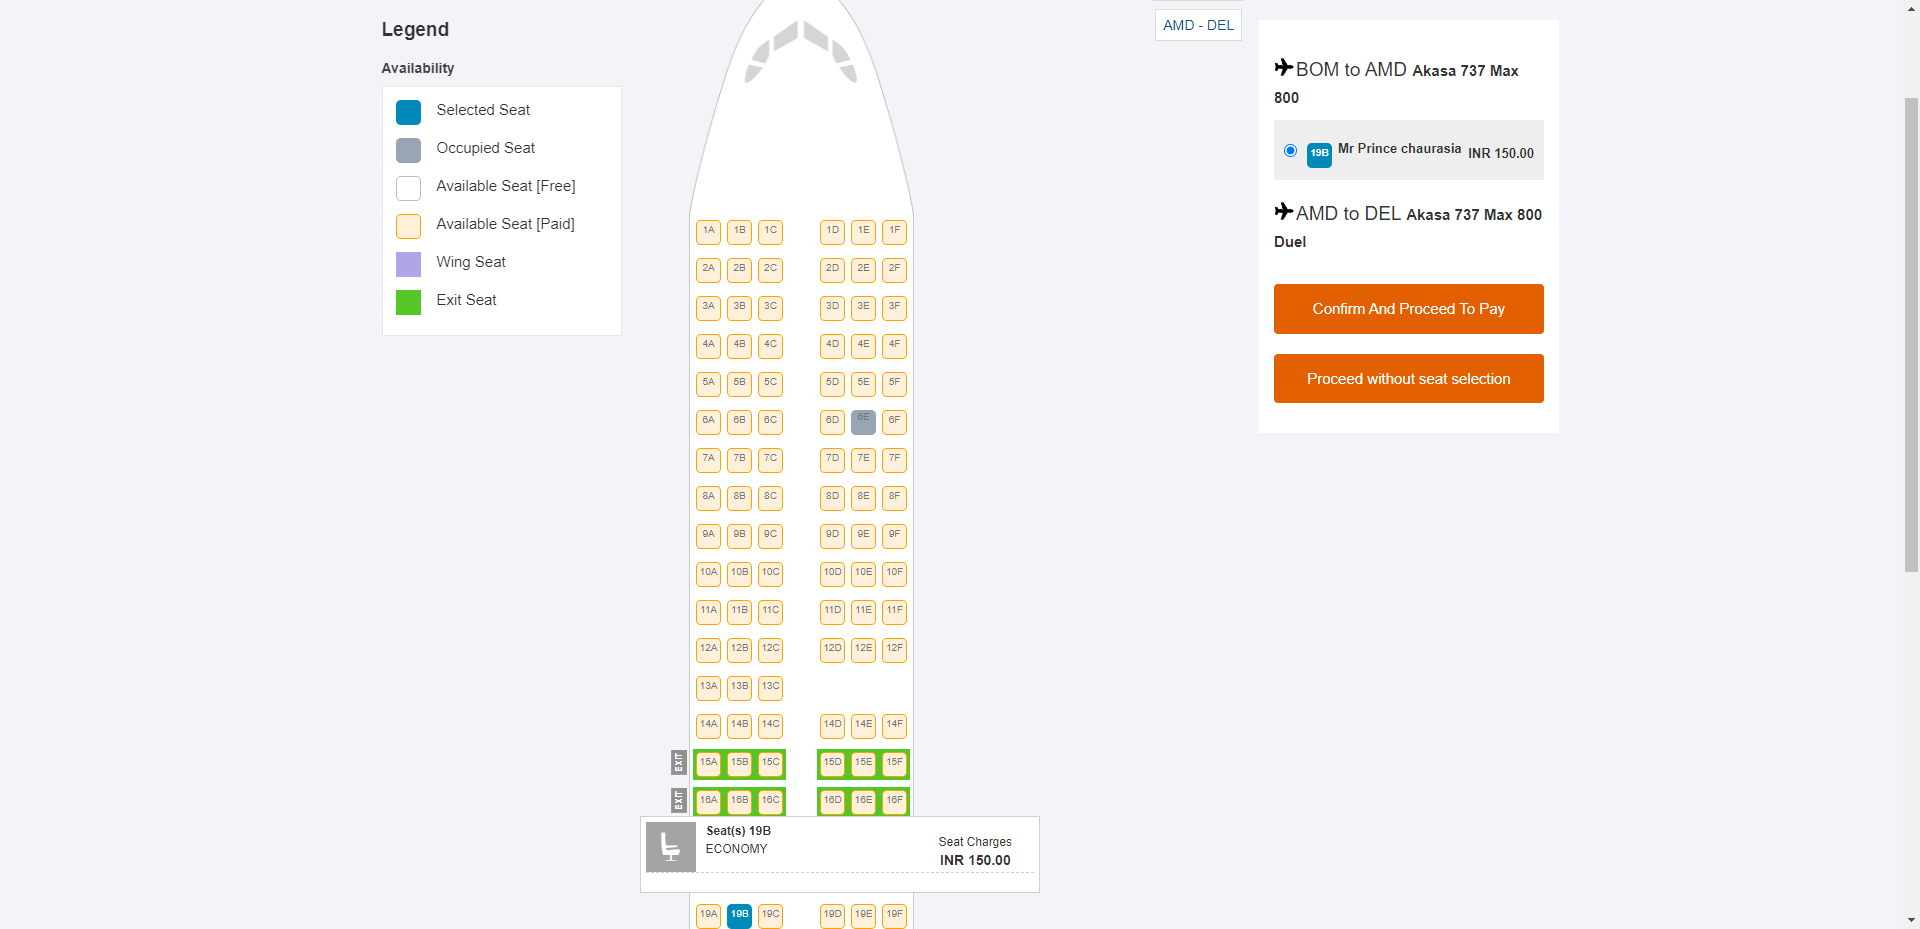 Legend
Availability
Selected Seat
Occupied Seat
Available Seat [Free]
Available Seat [Paid]
Wing Seat
Exit Seat
1A 1B 1C 1D 1E 1F
2A 2B 2C 2D 2E 2F
3A 3B 3C 3D 3E 3F
4A 4B 4C 4D 4E 4F
5A 5B 5C 5D 5E 5F
6A 6B 6C 6D 6E 6F
7A 7B 7C 7D 7E 7F
8A 8B 8C 8D 8E 8F
9A 9B 9C 9D 9E 9F
10A 10B 10C 10D 10E 10F
11A 11B 11C 11D 11E 11F
12A 12B 12C 12D 12E 12F
13A 13B 13C
14A 14B 14C 14D 14E 14F
EXIT 15A 15B 15C 15D 15E 15F
EXIT 16A 16B 16C 16D 16E 16F
Seat(s) 19B
ECONOMY
Seat Charges
INR 150.00
19A 19B 19C 19D 19E 19F
AMD - DEL
BOM to AMD Akasa 737 Max
800
19B Mr Prince chaurasia INR 150.00
AMD to DEL Akasa 737 Max 800
Duel
Confirm And Proceed To Pay
Proceed without seat selection